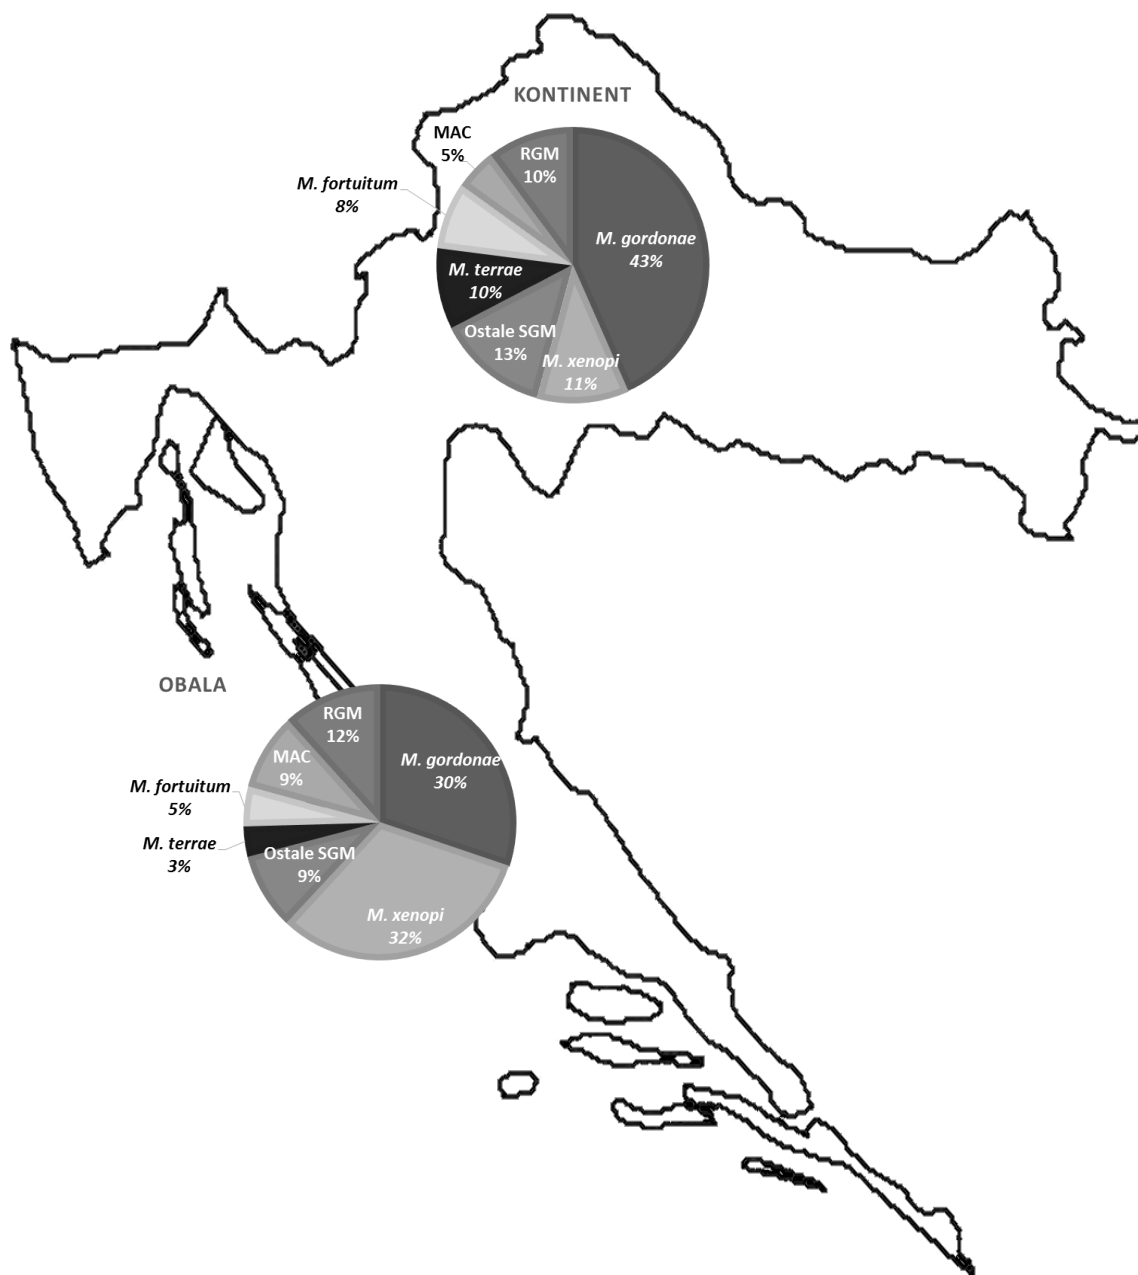 KONTINENT
MAC
5%
RGM
10%
M. fortuitum
8%
M. gordonae
43%
M. terrae
10%
Ostale SGM
13%
M. xenopi
11%
OBALA
RGM
12%
MAC
9%
M. gordonae
30%
M. fortuitum
5%
M. terrae
3%
Ostale SGM
9%
M. xenopi
32%